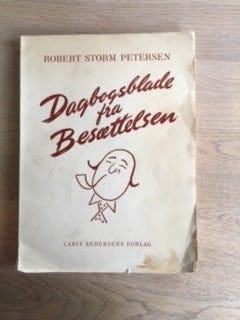 ROBERT STORM PETERSEN
Dagbogsblade
fra
Besættelsen
CARIT ANDERSENS FORLAG